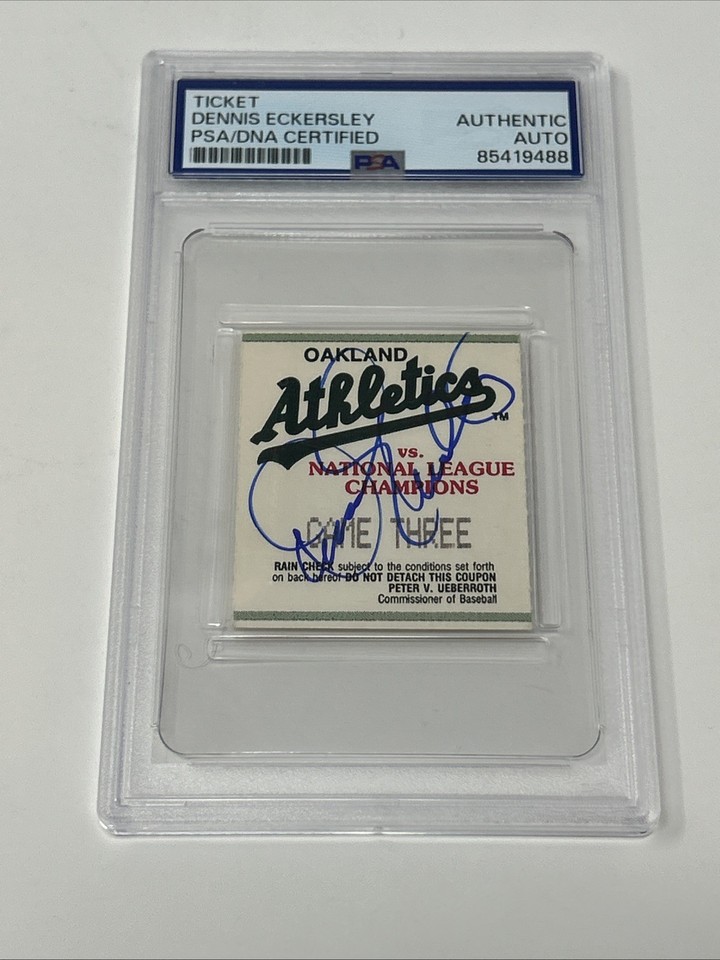 TICKET
DENNIS ECKERSLEY
PSA/DNA CERTIFIED
AUTHENTIC
AUTO
85419488
PSA
OAKLAND
Athletics TM
vs.
NATIONAL LEAGUE
CHAMPIONS
GAME THREE
RAIN CHECK subject to the conditions set forth
on back hereof DO NOT DETACH THIS COUPON
PETER V. UEBERROTH
Commissioner of Baseball
Dennis Eckersley